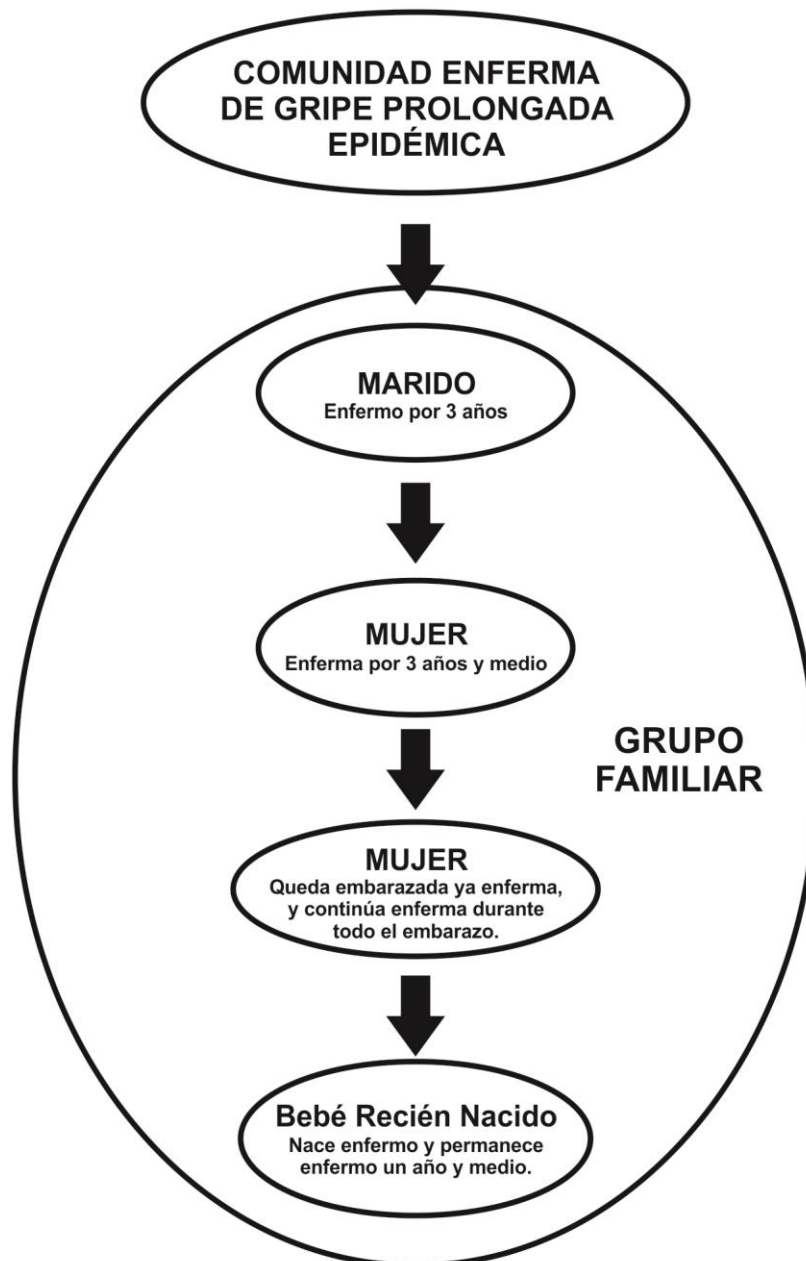 COMUNIDAD ENFERMA
DE GRIPE PROLONGADA
EPIDÉMICA
MARIDO
Enfermo por 3 años
MUJER
Enferma por 3 años y medio
GRUPO
FAMILIAR
MUJER
Queda embarazada ya enferma,
y continúa enferma durante
todo el embarazo.
Bebé Recién Nacido
Nace enfermo y permanece
enfermo un año y medio.